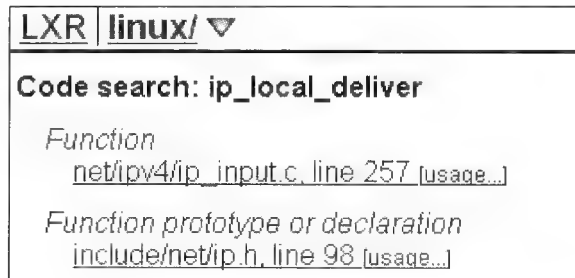 LXR linux/
Code search: ip_local_deliver
Function
net/ipv4/ip_input.c, line 257 [usage...]
Function prototype or declaration
include/net/ip.h, line 98 [usage...]